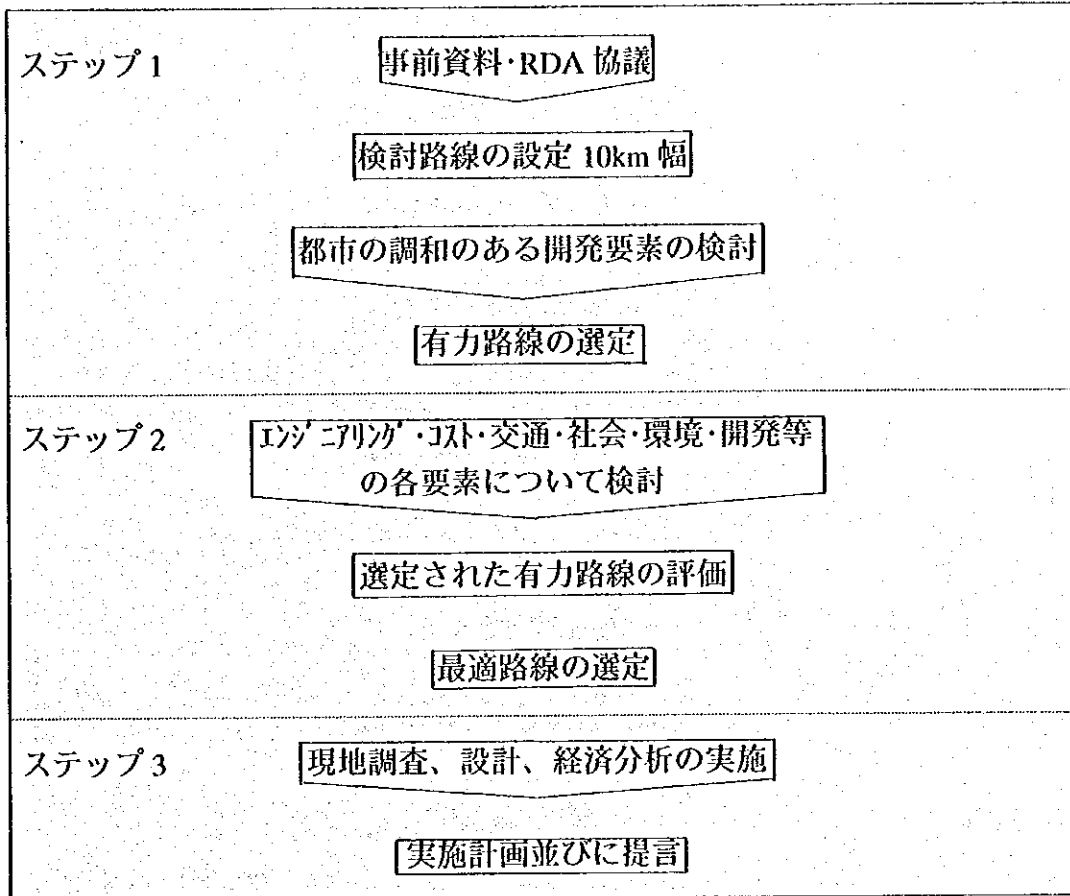 ステップ 1
事前資料･RDA 協議
検討路線の設定 10km 幅
都市の調和のある開発要素の検討
有力路線の選定
ステップ 2
ｴﾝｼﾞﾆｱﾘﾝｸﾞ･ｺｽﾄ･交通･社会･環境･開発等
の各要素について検討
選定された有力路線の評価
最適路線の選定
ステップ 3
現地調査、設計、経済分析の実施
実施計画並びに提言